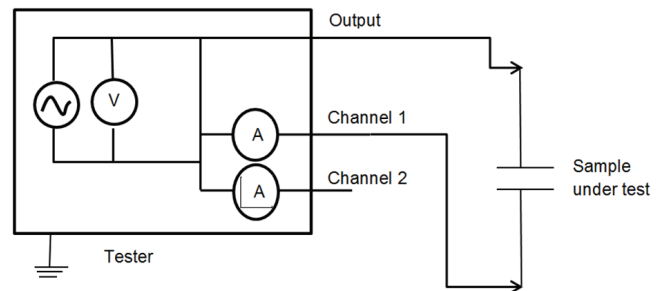 Output
V
A
Channel 1
A
Channel 2
Sample
under test
Tester